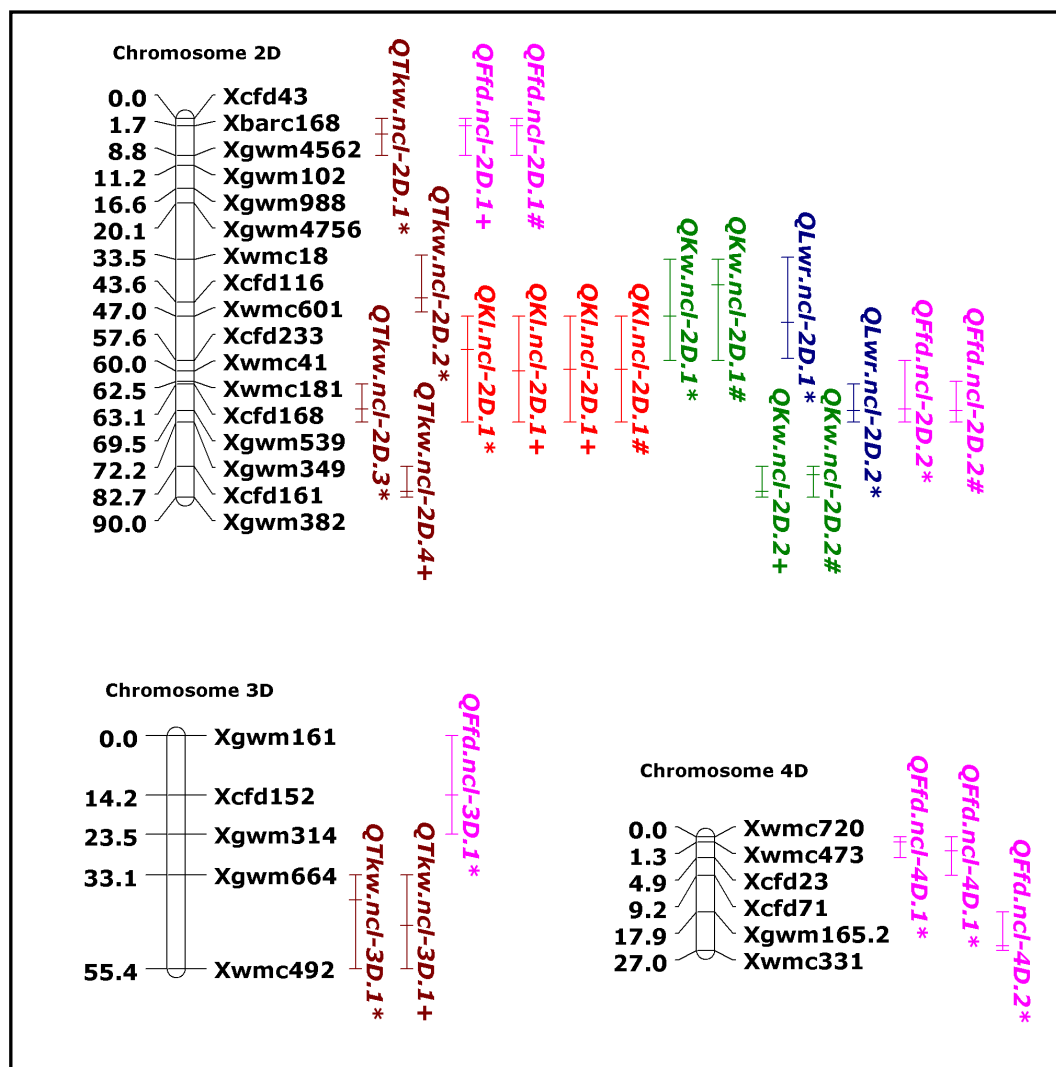 Chromosome 2D
0.0 Xcfd43
1.7 Xbarc168
8.8 Xgwm4562
11.2 Xgwm102
16.6 Xgwm988
20.1 Xgwm4756
33.5 Xwmc18
43.6 Xcfd116
47.0 Xwmc601
57.6 Xcfd233
60.0 Xwmc41
62.5 Xwmc181
63.1 Xcfd168
69.5 Xgwm539
72.2 Xgwm349
82.7 Xcfd161
90.0 Xgwm382
QTkw.ncl-2D.3*
QTkw.ncl-2D.1*
QTkw.ncl-2D.4+
QTkw.ncl-2D.2*
QFfd.ncl-2D.1+
QKl.ncl-2D.1*
QFfd.ncl-2D.1#
QKl.ncl-2D.1+
QKl.ncl-2D.1+
QKl.ncl-2D.1#
QKw.ncl-2D.1*
QKw.ncl-2D.1#
QKw.ncl-2D.2+
QLwr.ncl-2D.1*
QKw.ncl-2D.2#
QLwr.ncl-2D.2*
QFfd.ncl-2D.2*
QFfd.ncl-2D.2#
Chromosome 3D
0.0 Xgwm161
14.2 Xcfd152
23.5 Xgwm314
33.1 Xgwm664
55.4 Xwmc492
QTkw.ncl-3D.1*
QTkw.ncl-3D.1+
QFfd.ncl-3D.1*
Chromosome 4D
0.0 Xwmc720
1.3 Xwmc473
4.9 Xcfd23
9.2 Xcfd71
17.9 Xgwm165.2
27.0 Xwmc331
QFfd.ncl-4D.1*
QFfd.ncl-4D.1*
QFfd.ncl-4D.2*